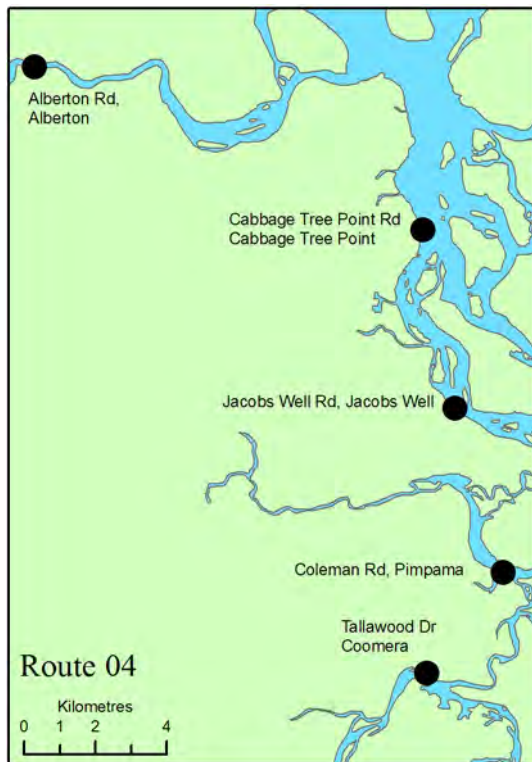 Alberton Rd,
Alberton
Cabbage Tree Point Rd
Cabbage Tree Point
Jacobs Well Rd, Jacobs Well
Coleman Rd, Pimpama
Tallawood Dr
Coomera
Route 04
Kilometres
0 1 2 4